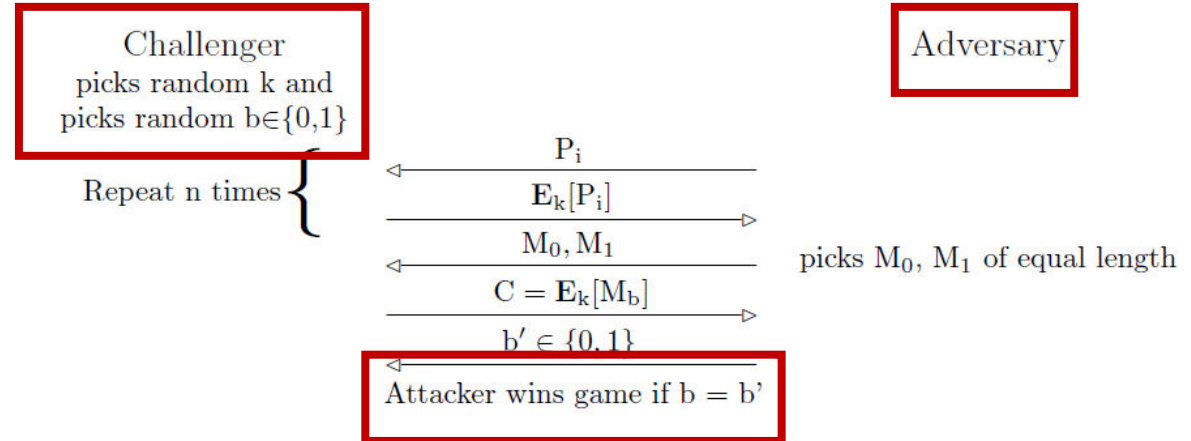 Challenger
picks random k and
picks random b∈{0,1}
Adversary
Repeat n times {
Pᵢ
Eₖ[Pᵢ]
M₀, M₁
picks M₀, M₁ of equal length
C = Eₖ[M_b]
b′ ∈ {0, 1}
Attacker wins game if b = b’